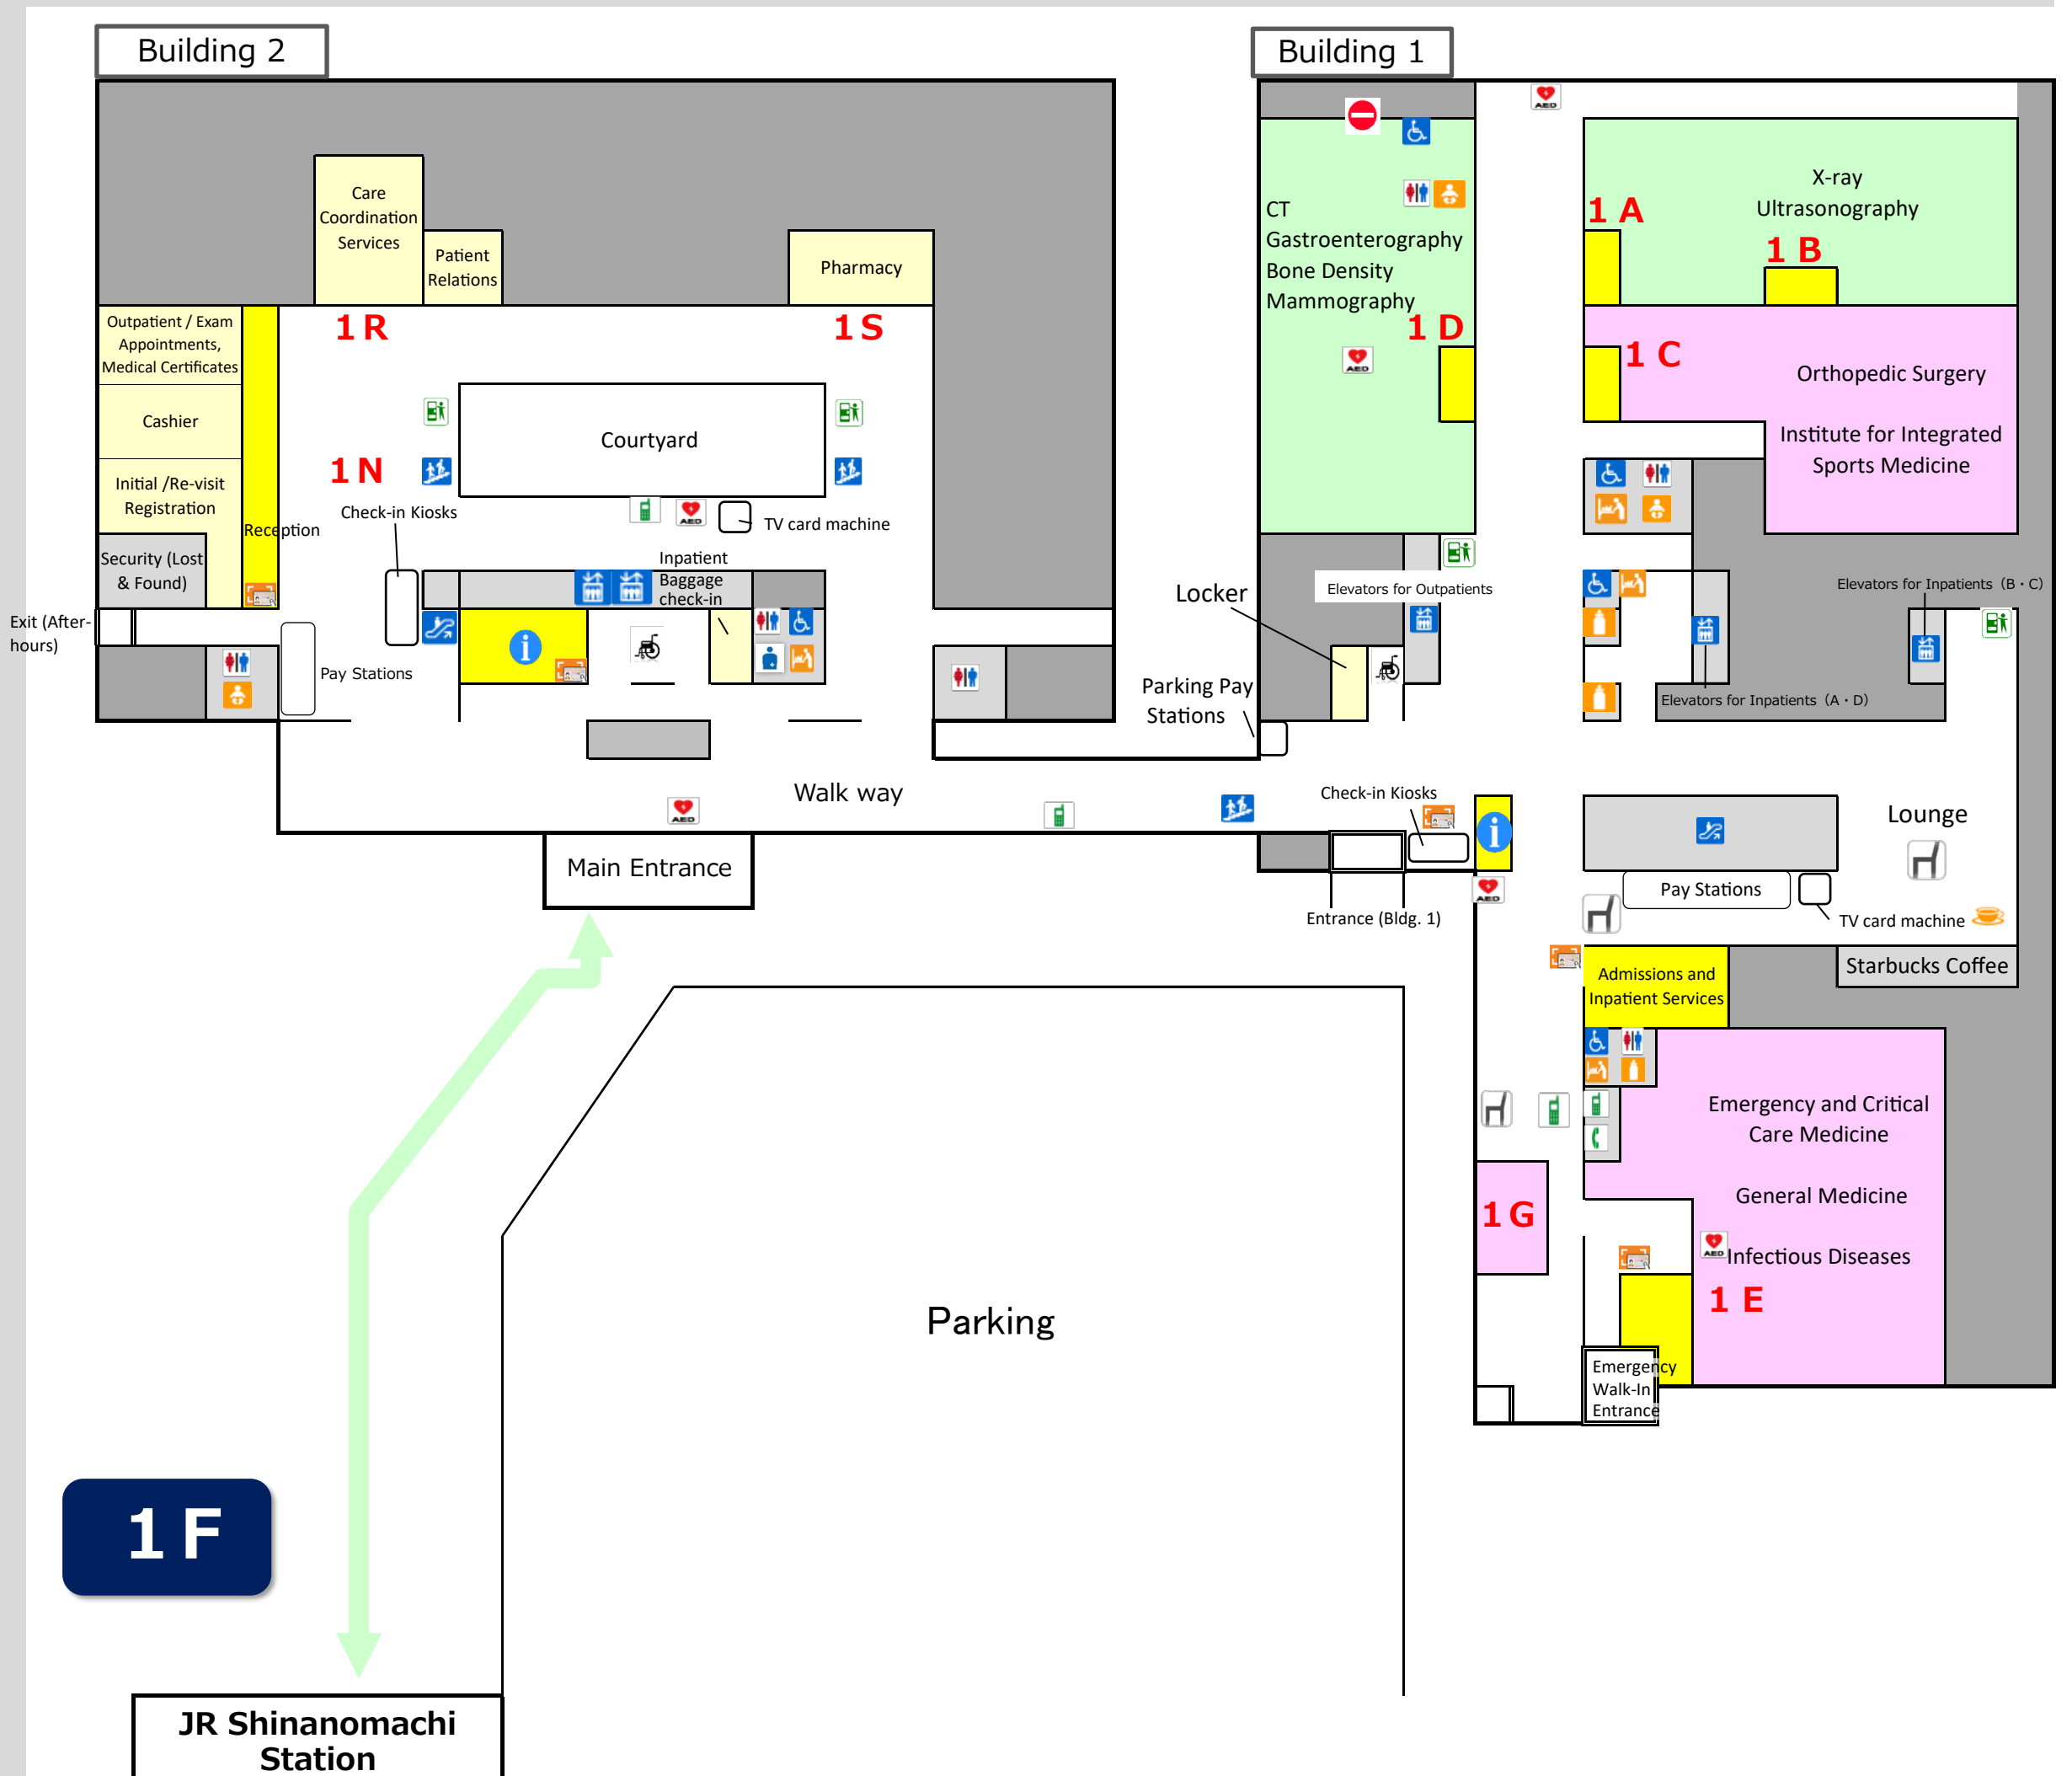 Building 2
Building 1
Care
Coordination
Services
Patient
Relations
Pharmacy
Outpatient / Exam
Appointments,
Medical Certificates
Cashier
Initial /Re-visit
Registration
Reception
Security (Lost
& Found)
Exit (After-
hours)
1 R
1 S
1 N
Courtyard
Check-in Kiosks
AED
TV card machine
Inpatient
Baggage
check-in
Pay Stations
i
Walk way
AED
Main Entrance
CT
Gastroenterography
Bone Density
Mammography
1 D
AED
AED
X-ray
Ultrasonography
1 A
1 B
1 C
Orthopedic Surgery
Institute for Integrated
Sports Medicine
Locker
Elevators for Outpatients
Elevators for Inpatients (B・C)
Elevators for Inpatients (A・D)
Parking Pay
Stations
Check-in Kiosks
i
AED
Entrance (Bldg. 1)
Lounge
Pay Stations
TV card machine
Starbucks Coffee
Admissions and
Inpatient Services
Emergency and Critical
Care Medicine
General Medicine
Infectious Diseases
AED
1 G
1 E
Emergency
Walk-In
Entrance
Parking
1 F
JR Shinanomachi
Station